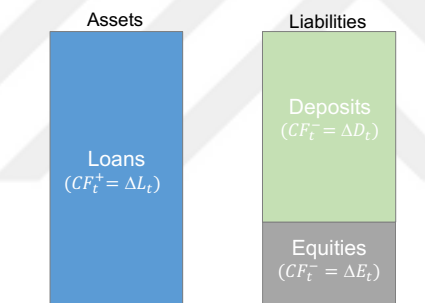 Assets
Loans
(CF_t^+ = ΔL_t)
Liabilities
Deposits
(CF_t^- = ΔD_t)
Equities
(CF_t^- = ΔE_t)